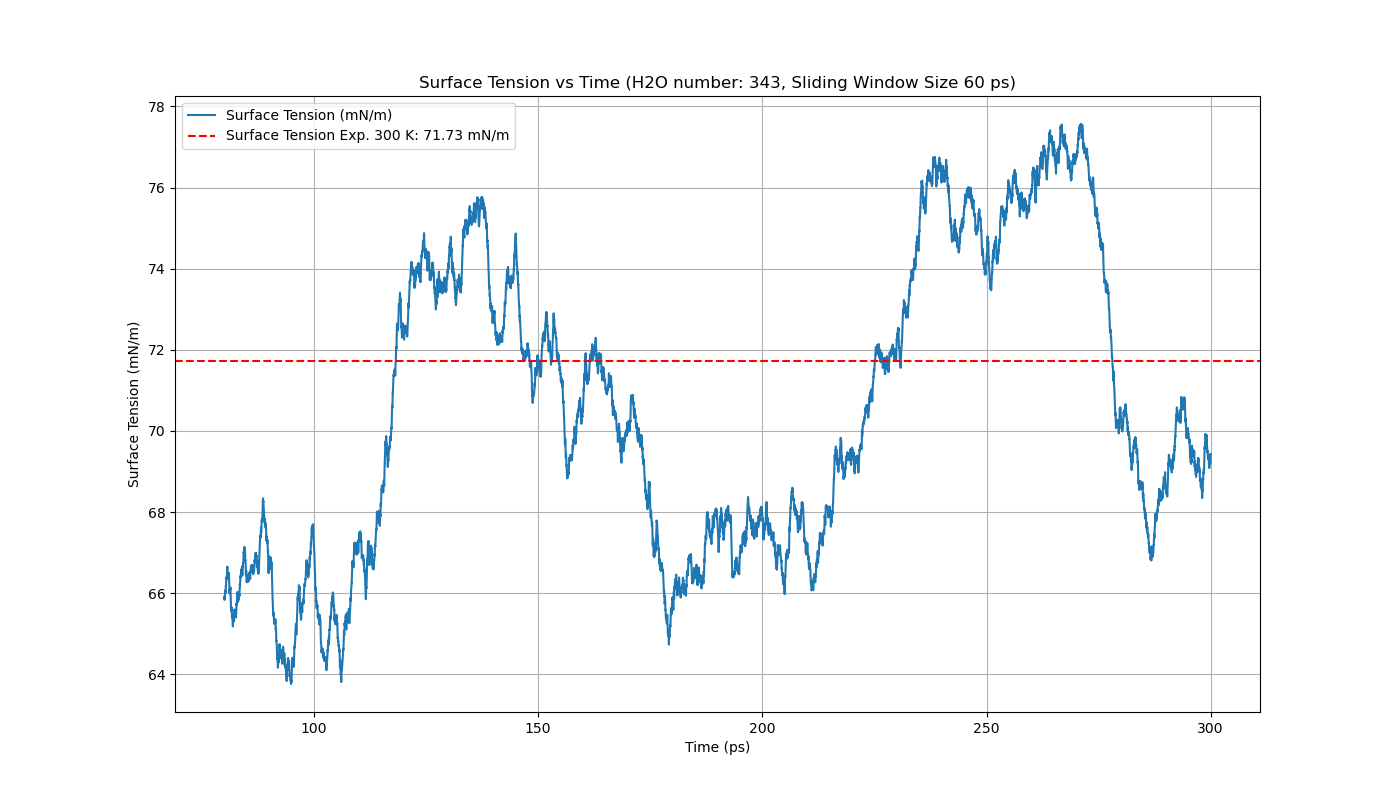 Surface Tension vs Time (H2O number: 343, Sliding Window Size 60 ps)
Surface Tension (mN/m)
Surface Tension Exp. 300 K: 71.73 mN/m
Surface Tension (mN/m)
78
76
74
72
70
68
66
64
100 150 200 250 300
Time (ps)